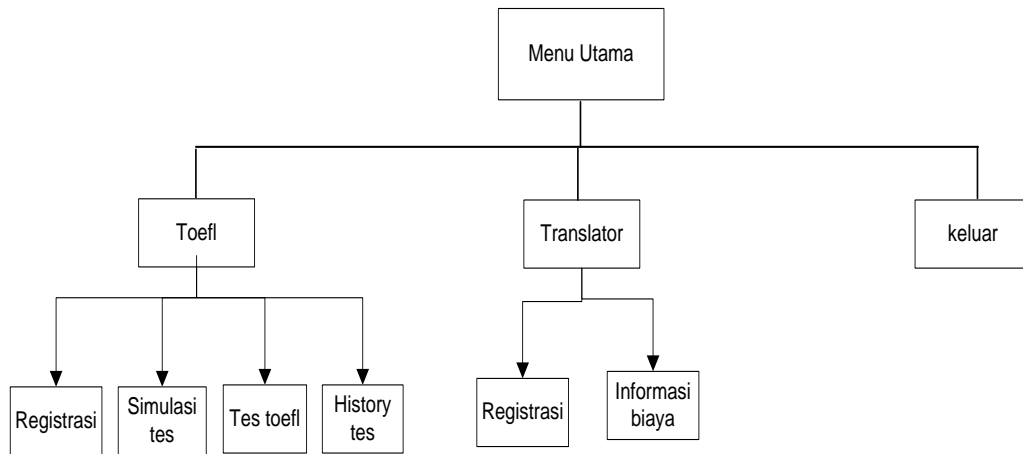 Menu Utama
Toefl
Translator
keluar
Registrasi
Simulasi
tes
Tes toefl
History
tes
Registrasi
Informasi
biaya